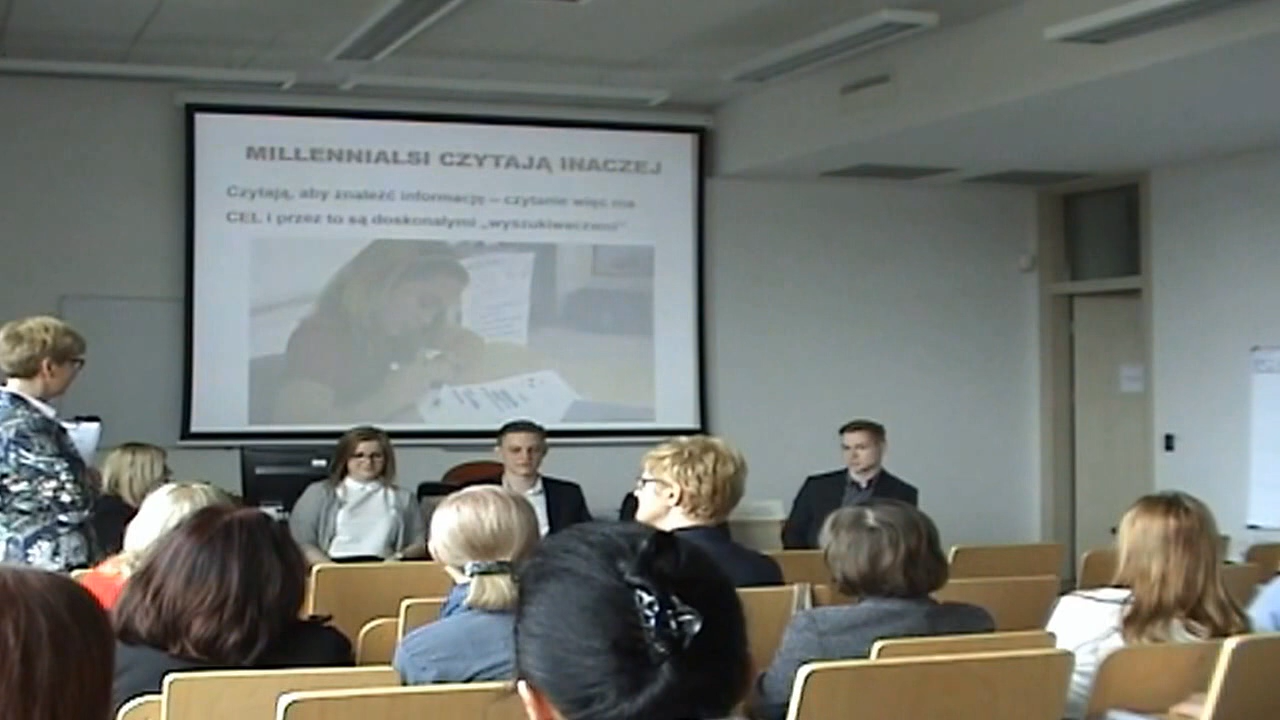 MILLENNIALSI CZYTAJĄ INACZEJ
Czytają, aby znaleźć informację – czytanie więc ma
CEL i przez to są doskonałymi „wyszukiwaczami”